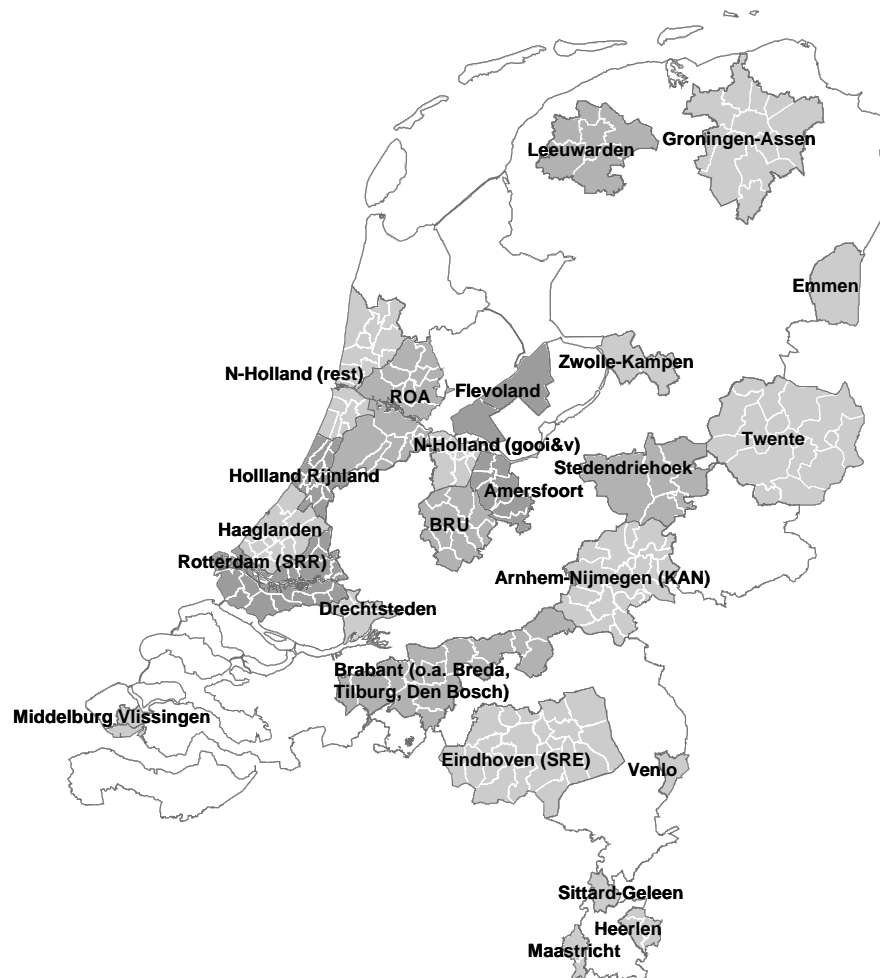 Leeuwarden
Groningen-Assen
Emmen
Zwolle-Kampen
N-Holland (rest)
ROA
Flevoland
N-Holland (gooi&v)
Twente
Stedendriehoek
Hollland Rijnland
Amersfoort
BRU
Haaglanden
Rotterdam (SRR)
Arnhem-Nijmegen (KAN)
Drechtsteden
Brabant (o.a. Breda,
Tilburg, Den Bosch)
Middelburg Vlissingen
Eindhoven (SRE)
Venlo
Sittard-Geleen
Heerlen
Maastricht